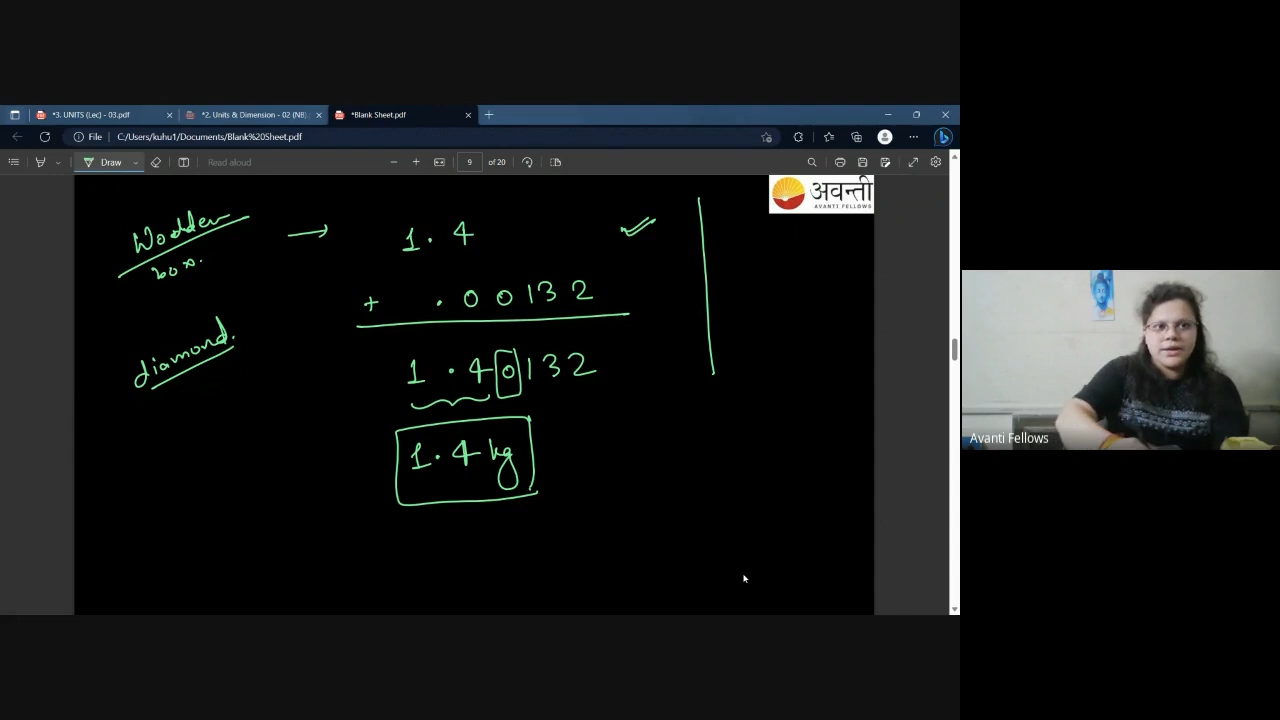 *3. UNITS (Lec) - 03.pdf
*2. Units & Dimension - 02 (NB).
*Blank Sheet.pdf
File
C:/Users/kuhu1/Documents/Blank%20Sheet.pdf
Draw
Read aloud
9
of 20
अवन्ती
AVANTI FELLOWS
Wodden
box.
1.4
+ .00132
diamond.
1.40132
1.4 kg
Avanti Fellows